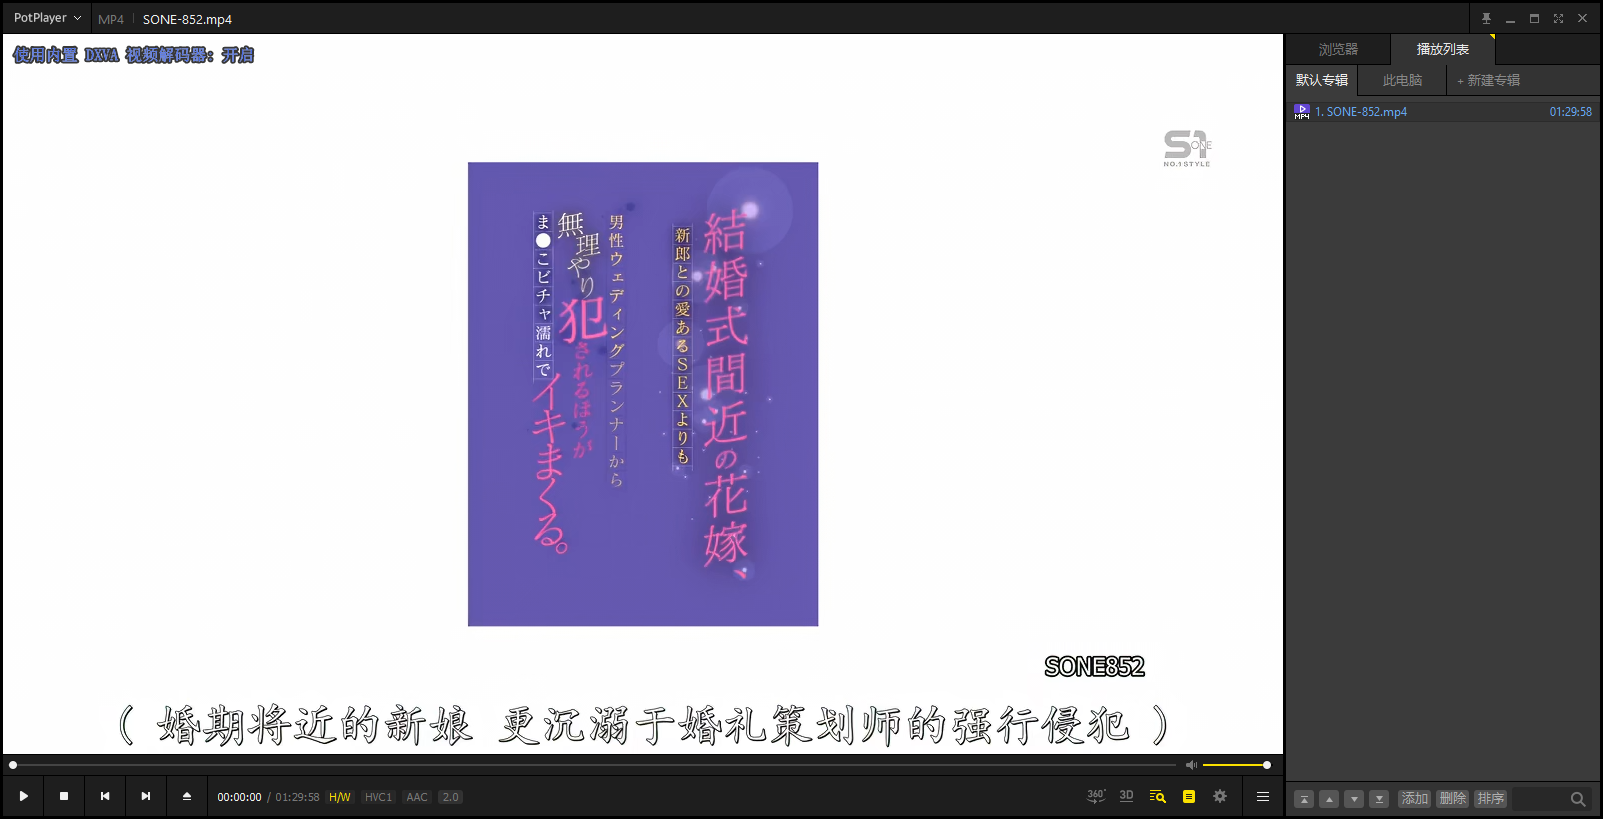 PotPlayer
MP4
SONE-852.mp4
使用内置 DXVA 视频解码器: 开启
S1
ONE
NO.1 STYLE
結婚式間近の花嫁、
新郎との愛あるSEXよりも
男性ウェディングプランナーから
無理やり犯されるほうが
ま●こビチャ濡れで
イキまくる。
SONE852
( 婚期将近的新娘 更沉溺于婚礼策划师的强行侵犯 )
00:00:00 / 01:29:58 H/W HVC1 AAC 2.0
360°
3D
浏览器
播放列表
默认专辑
此电脑
+ 新建专辑
MP4
1. SONE-852.mp4
01:29:58
添加
删除
排序